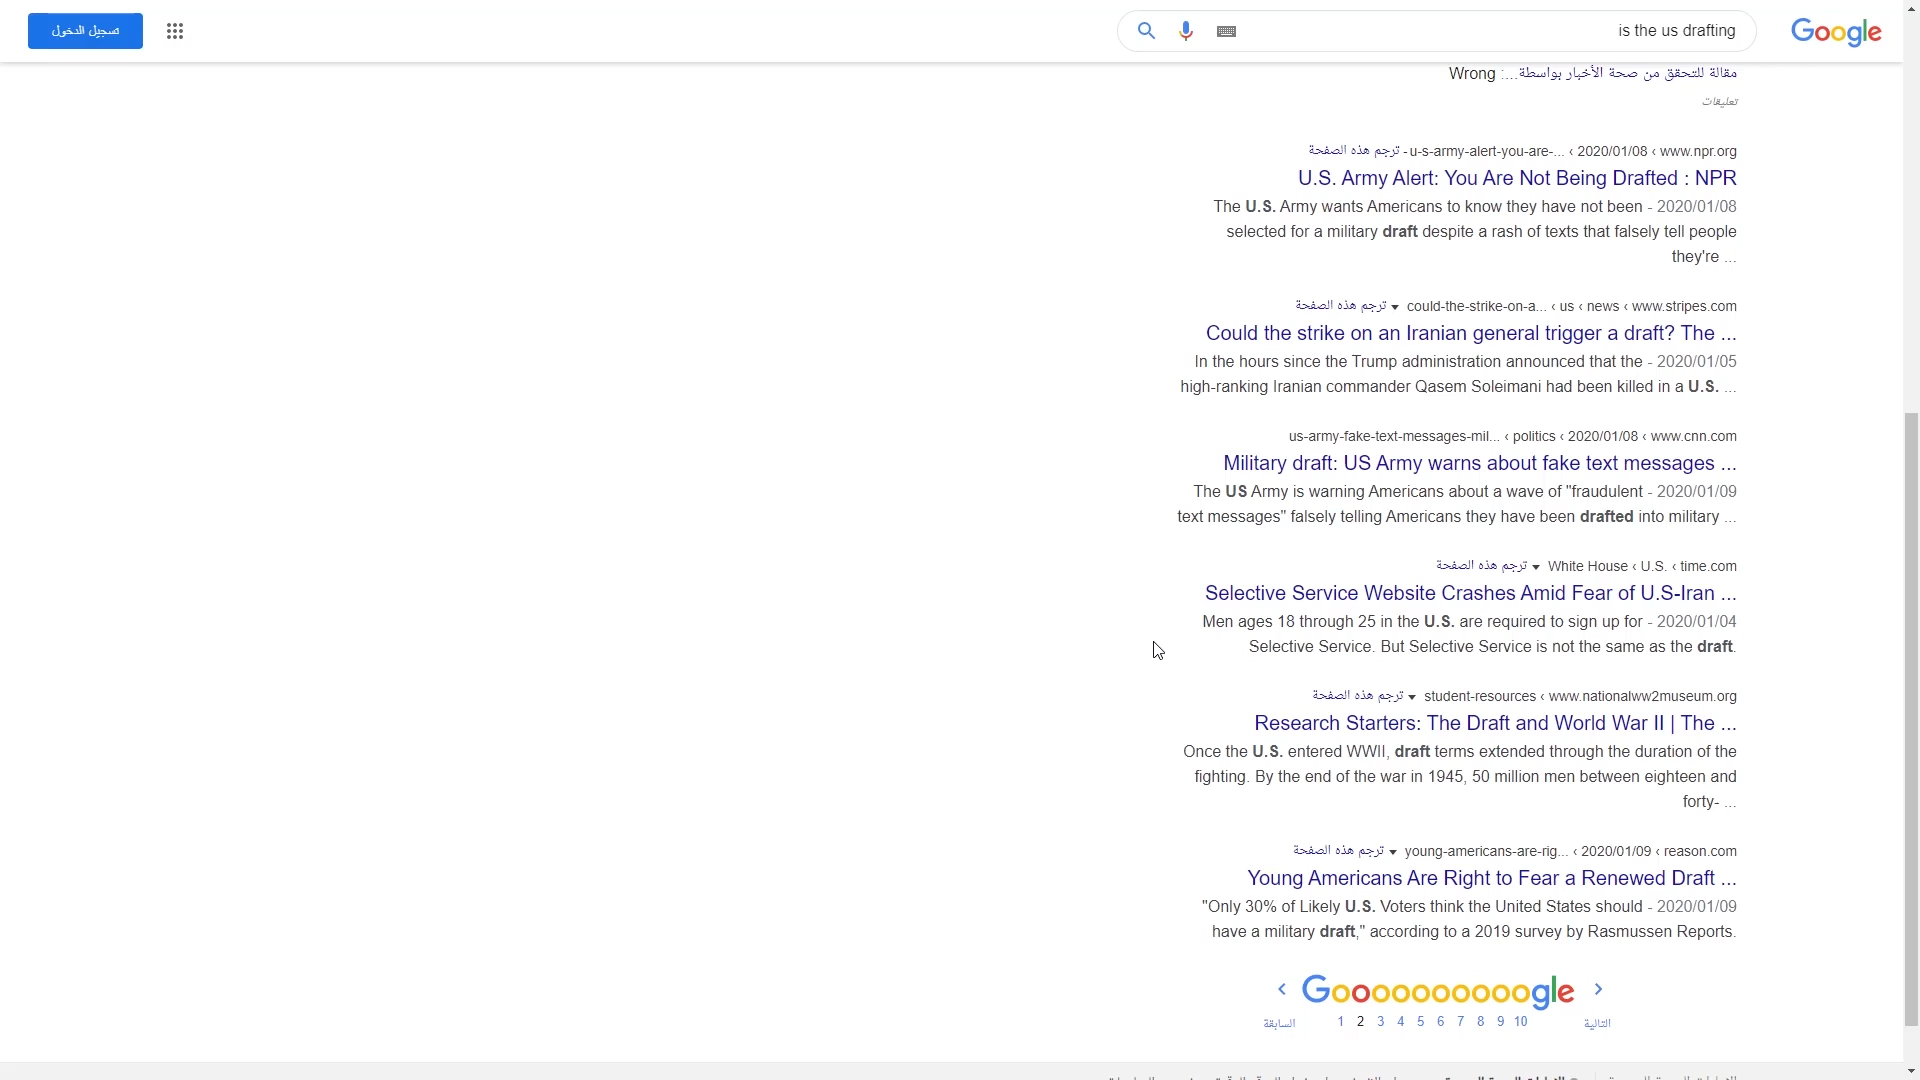 Google
is the us drafting
تسجيل الدخول
مقالة للتحقق من صحة الأخبار بواسطة...: Wrong
تعليقات
www.npr.org › 2020/01/08 › u-s-army-alert-you-are-... - ترجم هذه الصفحة
U.S. Army Alert: You Are Not Being Drafted : NPR
2020/01/08 - The U.S. Army wants Americans to know they have not been
selected for a military draft despite a rash of texts that falsely tell people
they're ...
www.stripes.com › news › us › could-the-strike-on-a... ترجم هذه الصفحة
Could the strike on an Iranian general trigger a draft? The ...
2020/01/05 - In the hours since the Trump administration announced that the
high-ranking Iranian commander Qasem Soleimani had been killed in a U.S. ...
www.cnn.com › 2020/01/08 › politics › us-army-fake-text-messages-mil...
Military draft: US Army warns about fake text messages ...
2020/01/09 - The US Army is warning Americans about a wave of "fraudulent
text messages" falsely telling Americans they have been drafted into military ...
time.com › U.S. › White House ترجم هذه الصفحة
Selective Service Website Crashes Amid Fear of U.S-Iran ...
2020/01/04 - Men ages 18 through 25 in the U.S. are required to sign up for
Selective Service. But Selective Service is not the same as the draft.
www.nationalww2museum.org › student-resources ترجم هذه الصفحة
Research Starters: The Draft and World War II | The ...
Once the U.S. entered WWII, draft terms extended through the duration of the
fighting. By the end of the war in 1945, 50 million men between eighteen and
forty- ...
reason.com › 2020/01/09 › young-americans-are-rig... ترجم هذه الصفحة
Young Americans Are Right to Fear a Renewed Draft ...
2020/01/09 - "Only 30% of Likely U.S. Voters think the United States should
have a military draft," according to a 2019 survey by Rasmussen Reports.
Goooooooooogle
السابقة 1 2 3 4 5 6 7 8 9 10 التالية